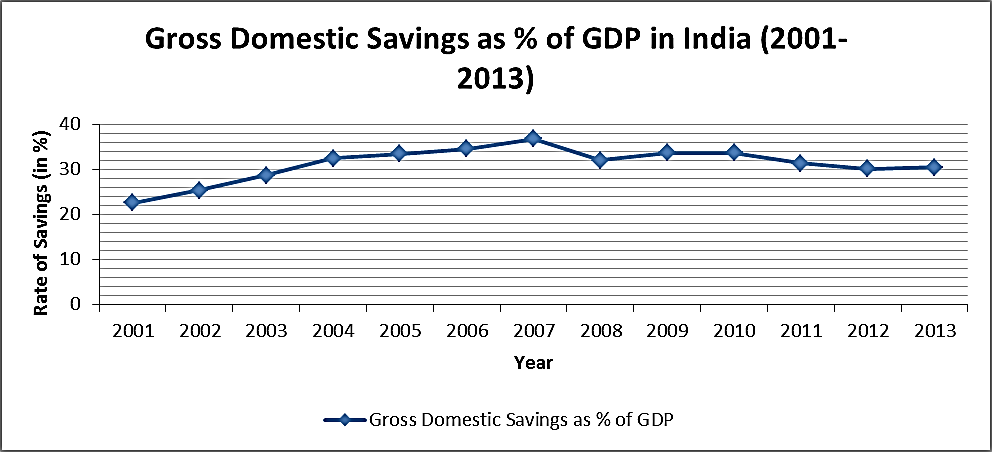 Gross Domestic Savings as % of GDP in India (2001-
2013)
Rate of Savings (in %)
40
30
20
10
0
2001 2002 2003 2004 2005 2006 2007 2008 2009 2010 2011 2012 2013
Year
Gross Domestic Savings as % of GDP